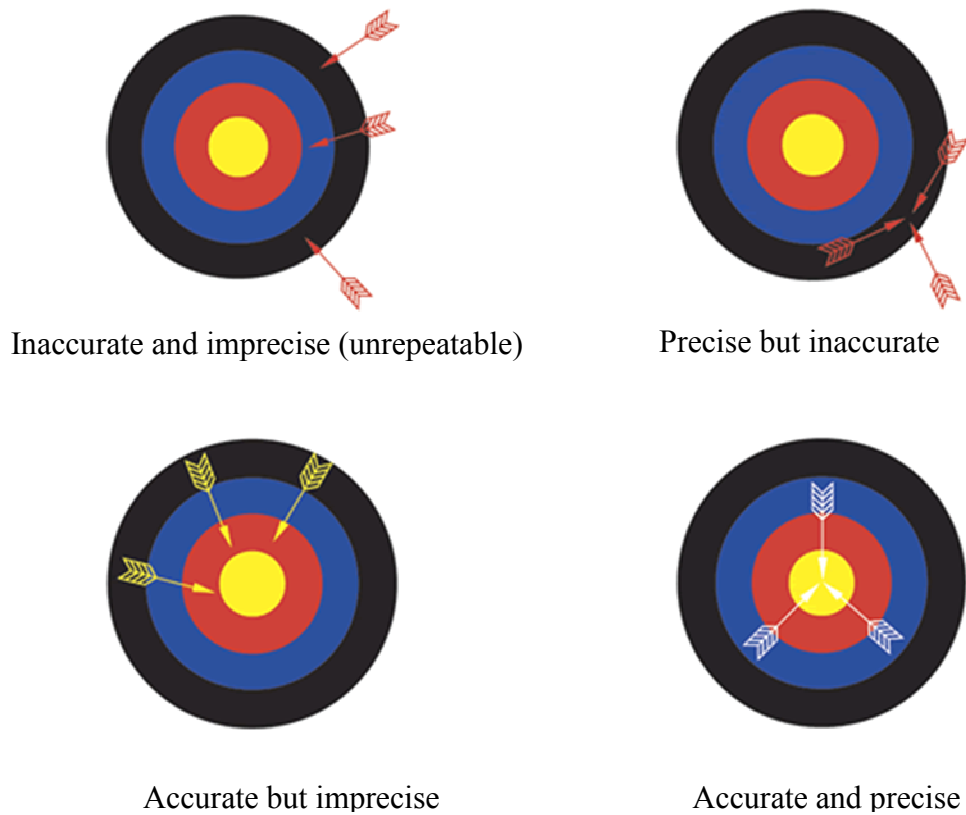 Inaccurate and imprecise (unrepeatable)
Precise but inaccurate
Accurate but imprecise
Accurate and precise